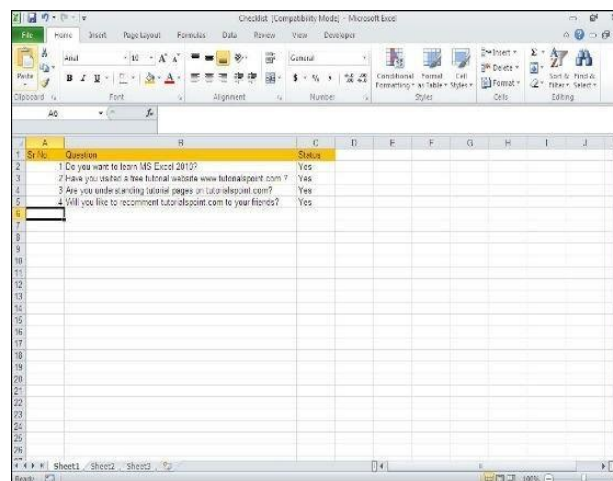 Checklist [Compatibility Mode] - Microsoft Excel
File Home Insert Page Layout Formulas Data Review View Developer
Paste
Arial 10 A A
General
Insert
B I U
$ % ,
Conditional Formatting Format as Table Cell Styles
Delete
Format
Sort & Filter Find & Select
Clipboard Font Alignment Number Styles Cells Editing
A6 fx
A B C D E F G H I J
1 Sr No. Question Status
2 1 Do you want to learn MS Excel 2010? Yes
3 2 Have you visited a free tutorial website www.tutorialspoint.com ? Yes
4 3 Are you understanding tutorial pages on tutorialspoint.com? Yes
5 4 Will you like to recomment tutorialspoint.com to your friends? Yes
6
7
8
9
10
11
12
13
14
15
16
17
18
19
20
21
22
23
24
25
26
Sheet1 Sheet2 Sheet3
Ready 100%